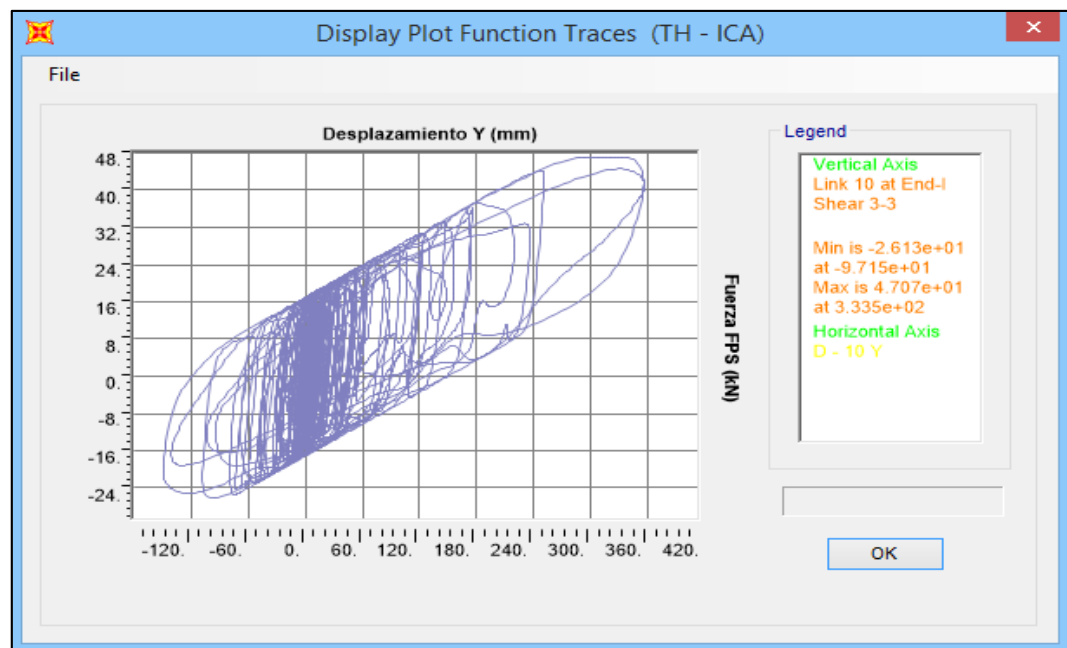 Display Plot Function Traces (TH - ICA)
File
Desplazamiento Y (mm)
48.
40.
32.
24.
16.
8.
0.
-8.
-16.
-24.
-120. -60. 0. 60. 120. 180. 240. 300. 360. 420.
Fuerza FPS (kN)
Legend
Vertical Axis
Link 10 at End-I
Shear 3-3
Min is -2.613e+01
at -9.715e+01
Max is 4.707e+01
at 3.335e+02
Horizontal Axis
D - 10 Y
OK